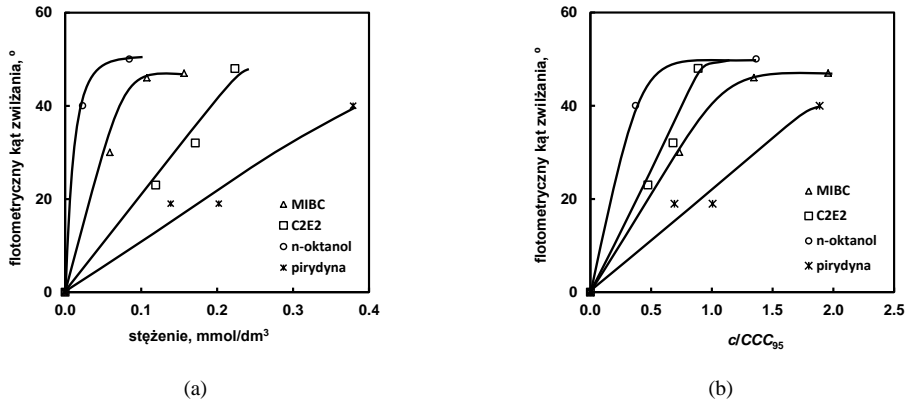 flotometryczny kąt zwilżania, º
60
40
20
0
0.0 0.1 0.2 0.3 0.4
stężenie, mmol/dm³
MIBC
C2E2
n-oktanol
pirydyna
(a)
flotometryczny kąt zwilżania, º
60
40
20
0
0.0 0.5 1.0 1.5 2.0 2.5
c/CCC₉₅
MIBC
C2E2
n-oktanol
pirydyna
(b)